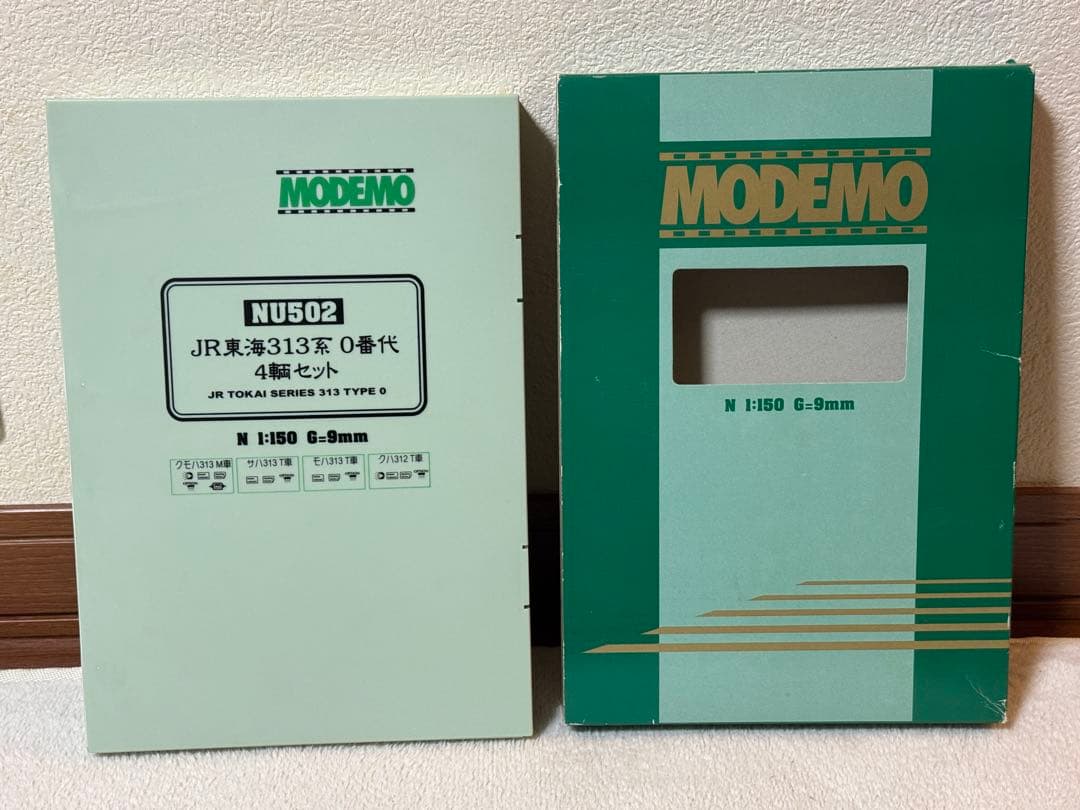 MODEMO
NU502
JR東海313系 0番代
4輌セット
JR TOKAI SERIES 313 TYPE 0
N 1:150 G=9mm
クモハ313 M車 サハ313 T車 モハ313 T車 クハ312 T車
MODEMO
N 1:150 G=9mm